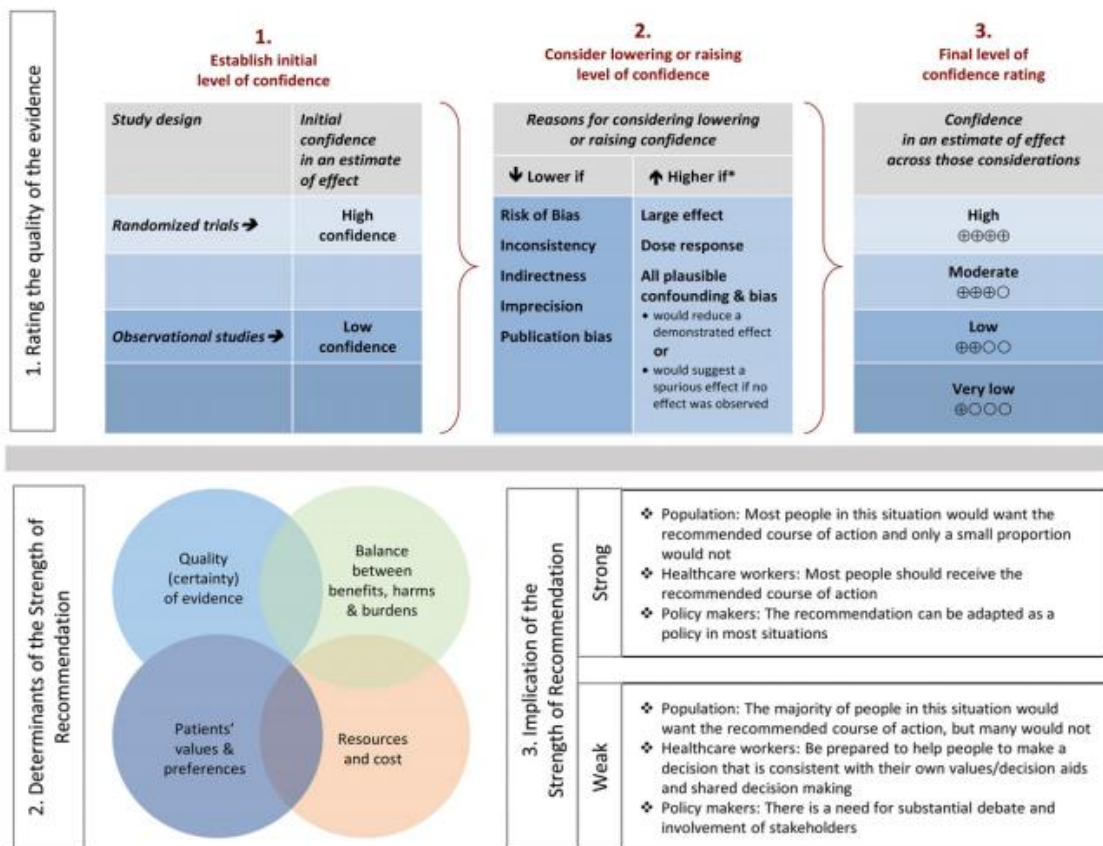 1. Rating the quality of the evidence
1.
Establish initial
level of confidence
Study design
Initial
confidence
in an estimate
of effect
Randomized trials ➔
High
confidence
Observational studies ➔
Low
confidence
2.
Consider lowering or raising
level of confidence
Reasons for considering lowering
or raising confidence
🡻 Lower if
🡹 Higher if*
Risk of Bias
Inconsistency
Indirectness
Imprecision
Publication bias
Large effect
Dose response
All plausible
confounding & bias
• would reduce a
demonstrated effect
or
• would suggest a
spurious effect if no
effect was observed
3.
Final level of
confidence rating
Confidence
in an estimate of effect
across those considerations
High
⊕⊕⊕⊕
Moderate
⊕⊕⊕○
Low
⊕⊕○○
Very low
⊕○○○
2. Determinants of the Strength of
Recommendation
Quality
(certainty)
of evidence
Balance
between
benefits, harms
& burdens
Patients'
values &
preferences
Resources
and cost
3. Implication of the
Strength of Recommendation
Strong
❖ Population: Most people in this situation would want the
recommended course of action and only a small proportion
would not
❖ Healthcare workers: Most people should receive the
recommended course of action
❖ Policy makers: The recommendation can be adapted as a
policy in most situations
Weak
❖ Population: The majority of people in this situation would
want the recommended course of action, but many would not
❖ Healthcare workers: Be prepared to help people to make a
decision that is consistent with their own values/decision aids
and shared decision making
❖ Policy makers: There is a need for substantial debate and
involvement of stakeholders